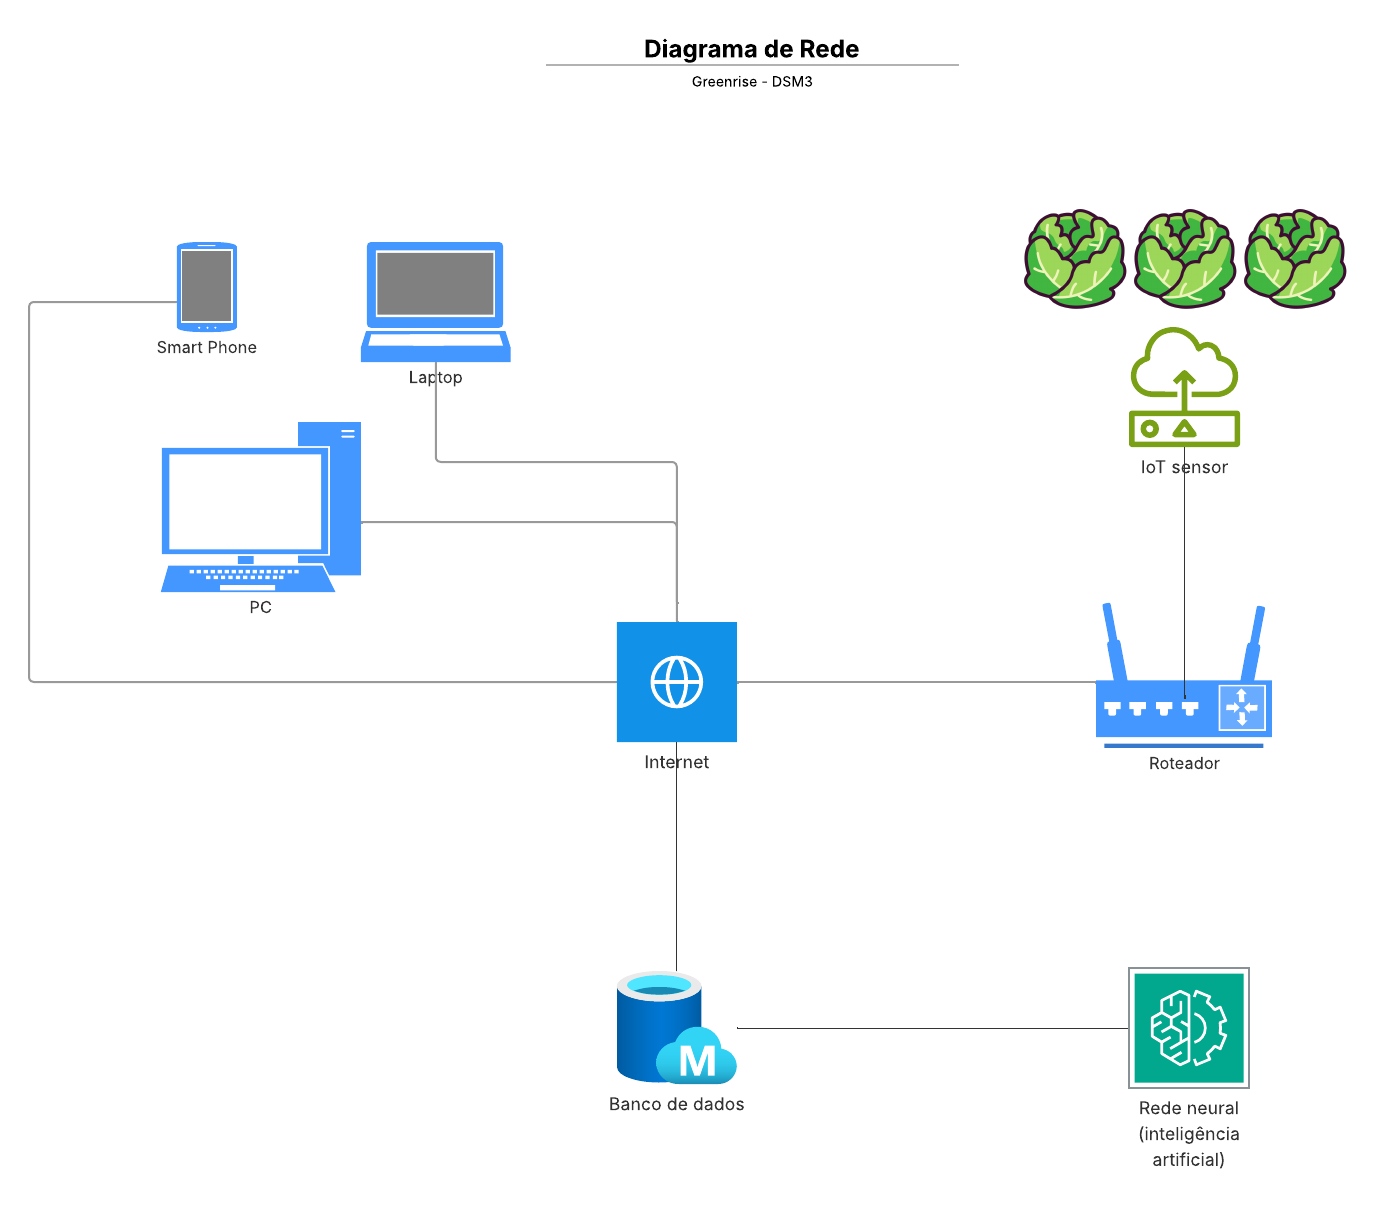 Diagrama de Rede
Greenrise - DSM3
Smart Phone
Laptop
IoT sensor
PC
Internet
Roteador
M
Banco de dados
Rede neural
(inteligência
artificial)